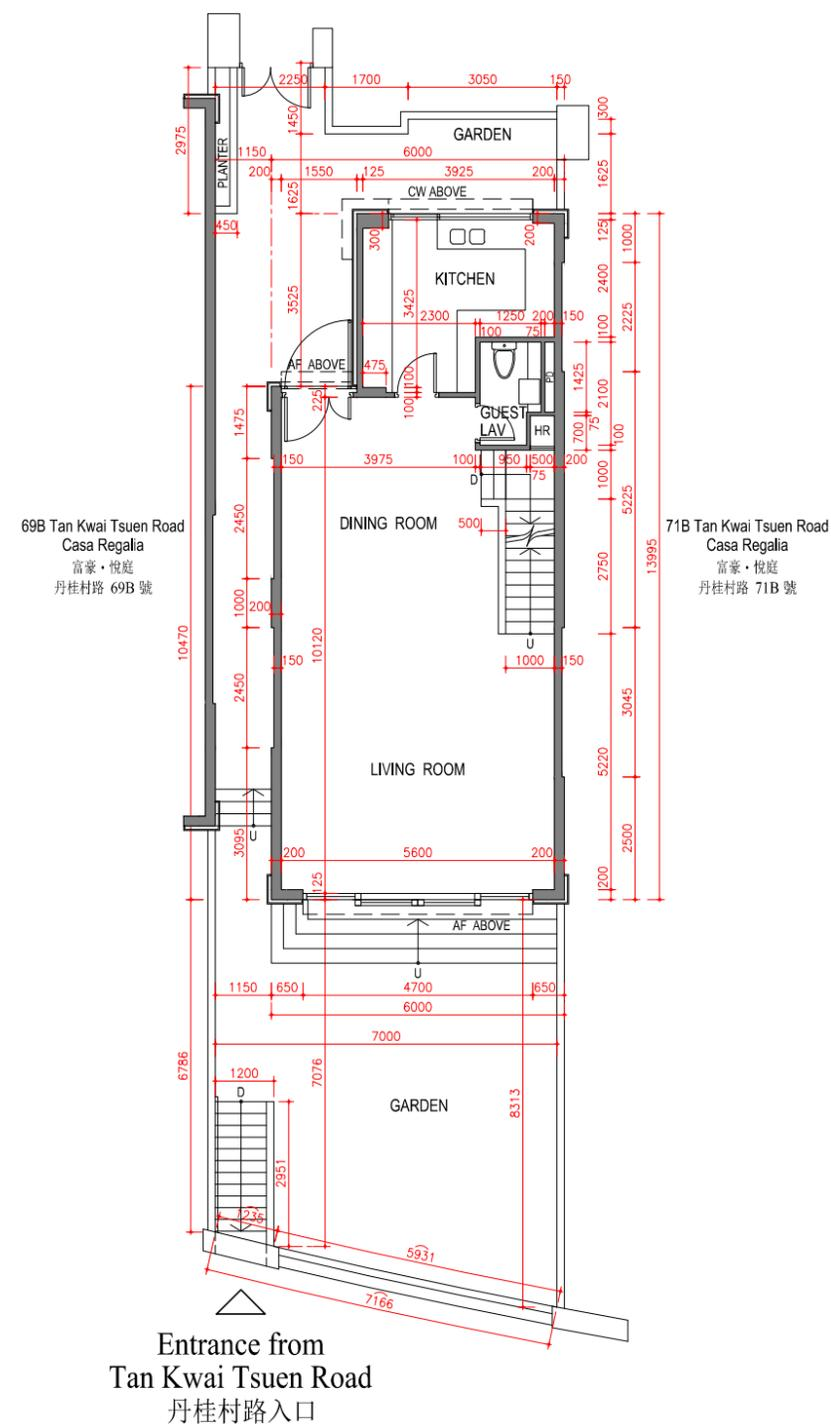 2250
1700
3050
150
300
1450
GARDEN
2975
PLANTER
1150
6000
200
1550
125
3925
200
1625
1625
CW ABOVE
450
300
200
125
1000
KITCHEN
2400
3525
3425
2225
2300
1250
200
150
100
75
100
AF ABOVE
475
100
1425
PD
2100
225
100
GUEST
LAV
HR
75
700
100
1475
150
3975
100
950
500
200
75
D
1000
500
5225
DINING ROOM
69B Tan Kwai Tsuen Road
Casa Regalia
富豪・悅庭
丹桂村路 69B 號
71B Tan Kwai Tsuen Road
Casa Regalia
富豪・悅庭
丹桂村路 71B 號
2450
2750
13995
1000
200
10120
10470
U
150
1000
150
2450
3045
LIVING ROOM
5220
U
3095
200
5600
200
2500
125
200
AF ABOVE
U
1150
650
4700
650
6000
7000
6786
7076
1200
D
8313
GARDEN
2951
1235
5931
7166
Entrance from
Tan Kwai Tsuen Road
丹桂村路入口